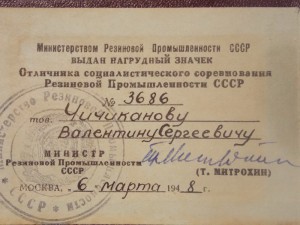 Министерством Резиновой Промышленности СССР
ВЫДАН НАГРУДНЫЙ ЗНАЧЕК
Отличника социалистического соревнования
Резиновой Промышленности СССР
№ 3686
тов. Чичиканову
Валентину Сергеевичу
МИНИСТР
Резиновой Промышленности
СССР
(Т. МИТРОХИН)
МОСКВА. 6 марта 1948 г.